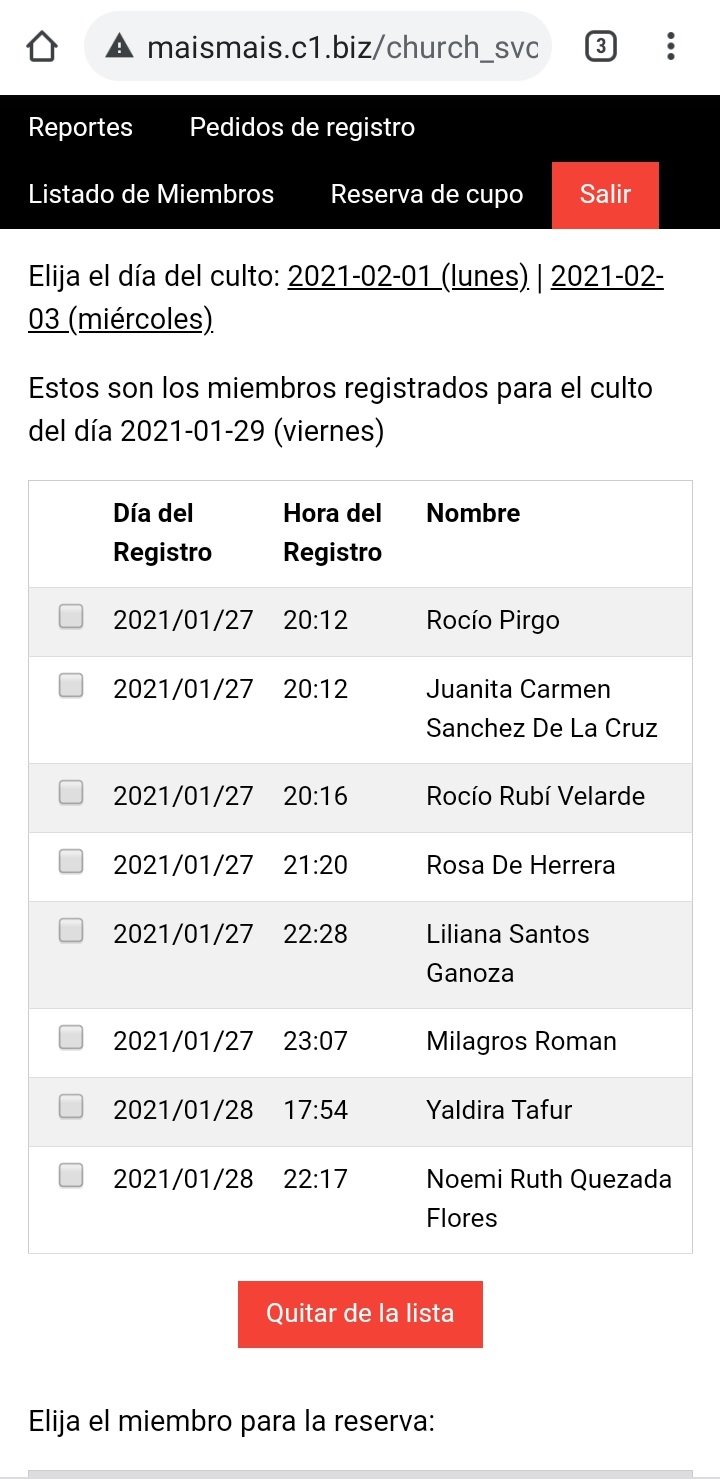 maismais.c1.biz/church_svc
3
Reportes Pedidos de registro
Listado de Miembros Reserva de cupo Salir
Elija el día del culto: 2021-02-01 (lunes) | 2021-02-
03 (miércoles)
Estos son los miembros registrados para el culto
del día 2021-01-29 (viernes)
Día del Hora del Nombre
Registro Registro
2021/01/27 20:12 Rocío Pirgo
2021/01/27 20:12 Juanita Carmen
Sanchez De La Cruz
2021/01/27 20:16 Rocío Rubí Velarde
2021/01/27 21:20 Rosa De Herrera
2021/01/27 22:28 Liliana Santos
Ganoza
2021/01/27 23:07 Milagros Roman
2021/01/28 17:54 Yaldira Tafur
2021/01/28 22:17 Noemi Ruth Quezada
Flores
Quitar de la lista
Elija el miembro para la reserva: